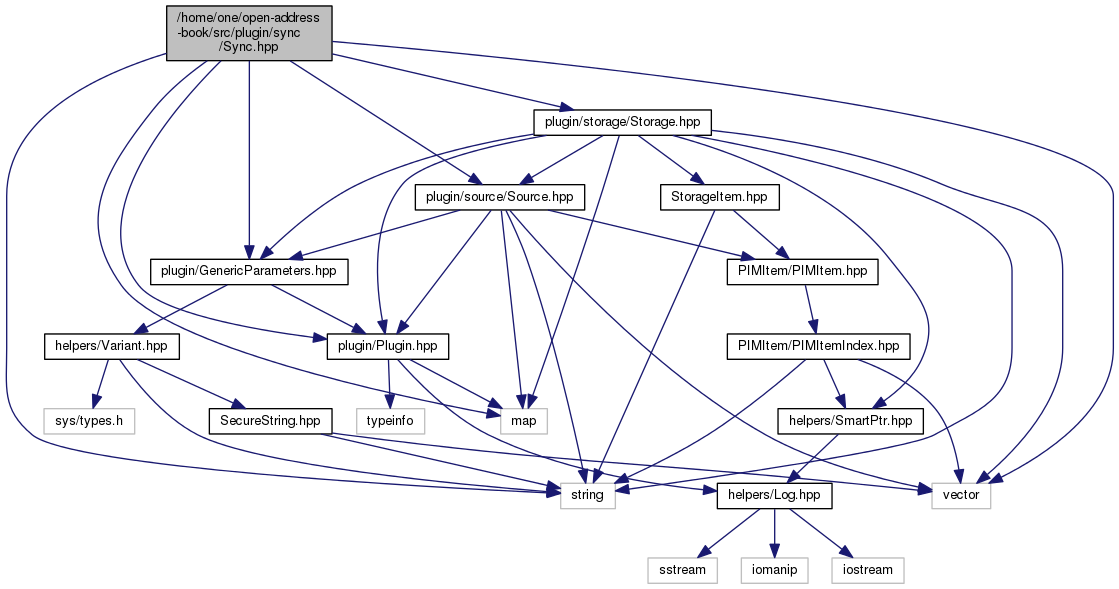 /home/one/open-address
-book/src/plugin/sync
/Sync.hpp
plugin/storage/Storage.hpp
plugin/source/Source.hpp
StorageItem.hpp
plugin/GenericParameters.hpp
PIMItem/PIMItem.hpp
helpers/Variant.hpp
plugin/Plugin.hpp
PIMItem/PIMItemIndex.hpp
sys/types.h
SecureString.hpp
typeinfo
map
helpers/SmartPtr.hpp
string
helpers/Log.hpp
vector
sstream
iomanip
iostream